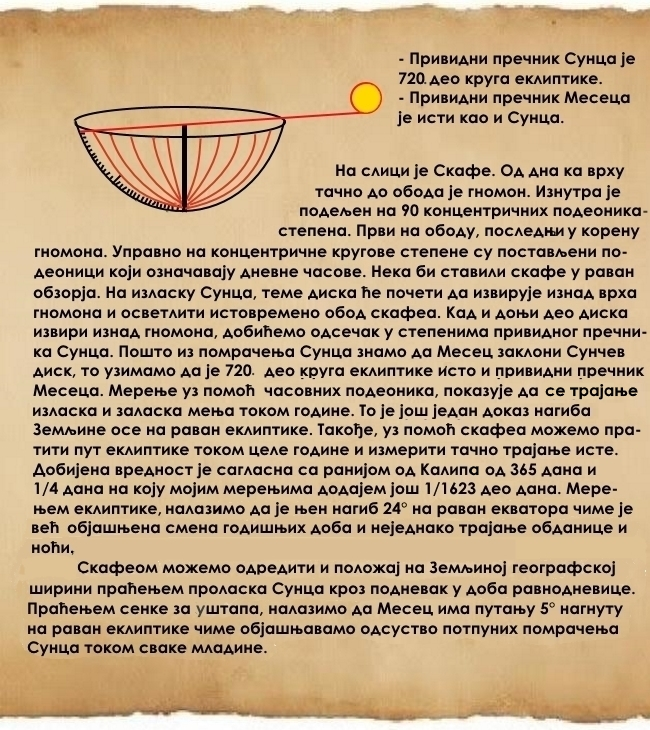 - Привидни пречник Сунца је
720. део круга еклиптике.
- Привидни пречник Месеца
је исти као и Сунца.
На слици је Скафе. Од дна ка врху
тачно до обода је гномон. Изнутра је
подељен на 90 концентричних подеоника-
степена. Први на ободу, последњи у корену
гномона. Управно на концентричне кругове степене су постављени по-
деоници који означавају дневне часове. Нека би ставили скафе у раван
обзорја. На изласку Сунца, теме диска ће почети да извирује изнад врха
гномона и осветлити истовремено обод скафеа. Кад и доњи део диска
извири изнад гномона, добићемо одсечак у степенима привидног пречни-
ка Сунца. Пошто из помрачења Сунца знамо да Месец заклони Сунчев
диск, то узимамо да је 720. део круга еклиптике исто и привидни пречник
Месеца. Мерење уз помоћ часовних подеоника, показује да се трајање
изласка и заласка мења током године. То је још један доказ нагиба
Земљине осе на раван еклиптике. Такође, уз помоћ скафеа можемо пра-
тити пут еклиптике током целе године и измерити тачно трајање исте.
Добијена вредност је сагласна са ранијом од Калипа од 365 дана и
1/4 дана на коју мојим мерењима додајем још 1/1623 део дана. Мере-
њем еклиптике, налазимо да је њен нагиб 24° на раван екватора чиме је
већ објашњена смена годишњих доба и неједнако трајање обданице и
ноћи.
Скафеом можемо одредити и положај на Земљиној географској
ширини праћењем проласка Сунца кроз подневак у доба равнодневице.
Праћењем сенке за уштапа, налазимо да Месец има путању 5° нагнуту
на раван еклиптике чиме објашњавамо одсуство потпуних помрачења
Сунца током сваке младине.